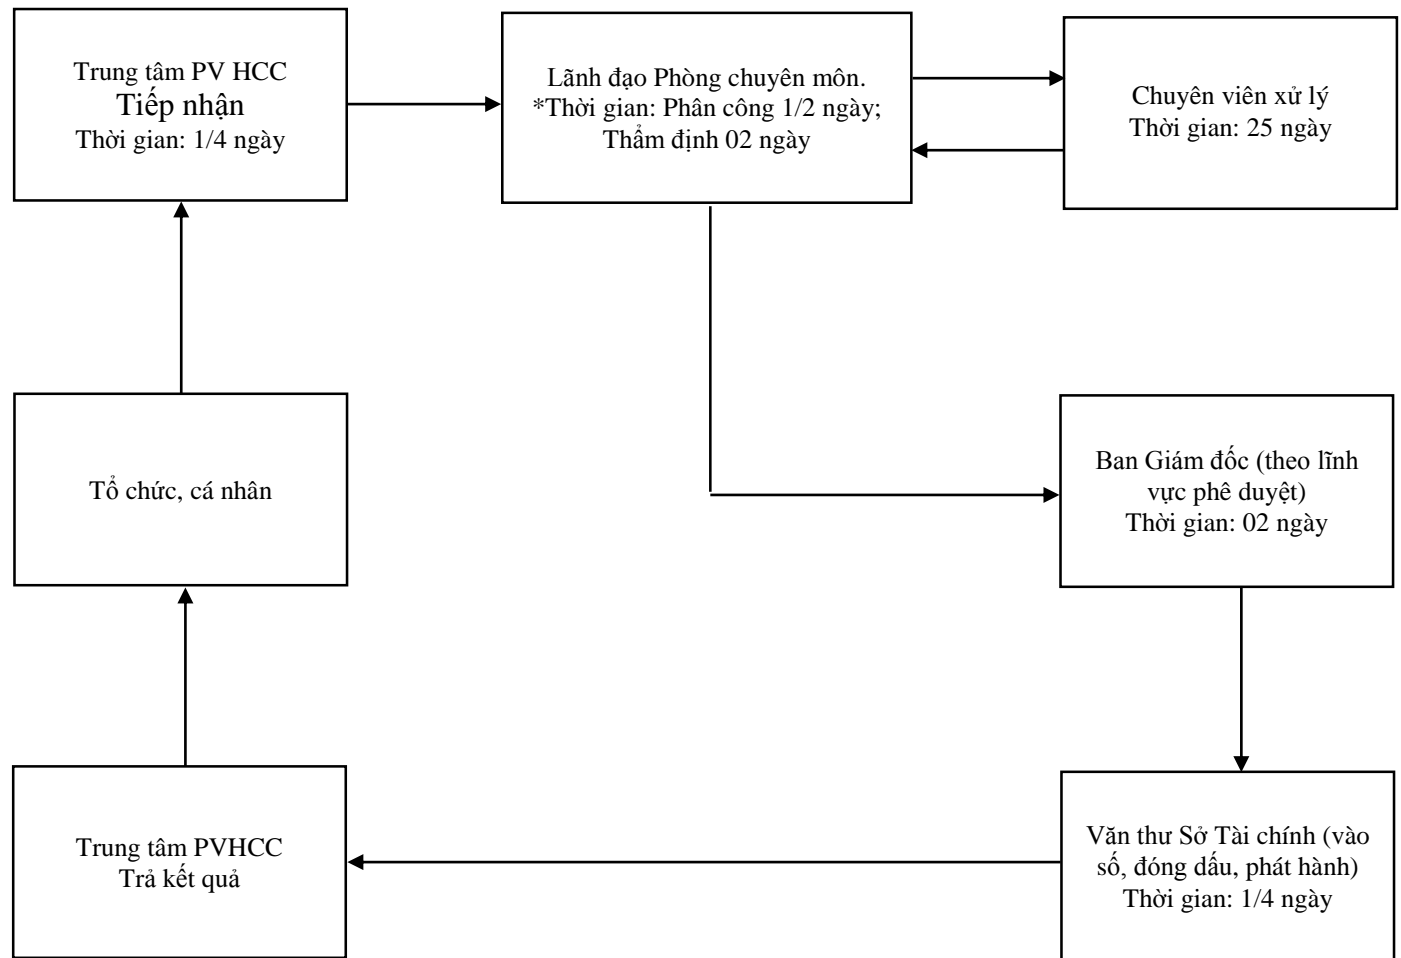 Trung tâm PV HCC
Tiếp nhận
Thời gian: 1/4 ngày
Lãnh đạo Phòng chuyên môn.
*Thời gian: Phân công 1/2 ngày;
Thẩm định 02 ngày
Chuyên viên xử lý
Thời gian: 25 ngày
Tổ chức, cá nhân
Ban Giám đốc (theo lĩnh
vực phê duyệt)
Thời gian: 02 ngày
Trung tâm PVHCC
Trả kết quả
Văn thư Sở Tài chính (vào
số, đóng dấu, phát hành)
Thời gian: 1/4 ngày